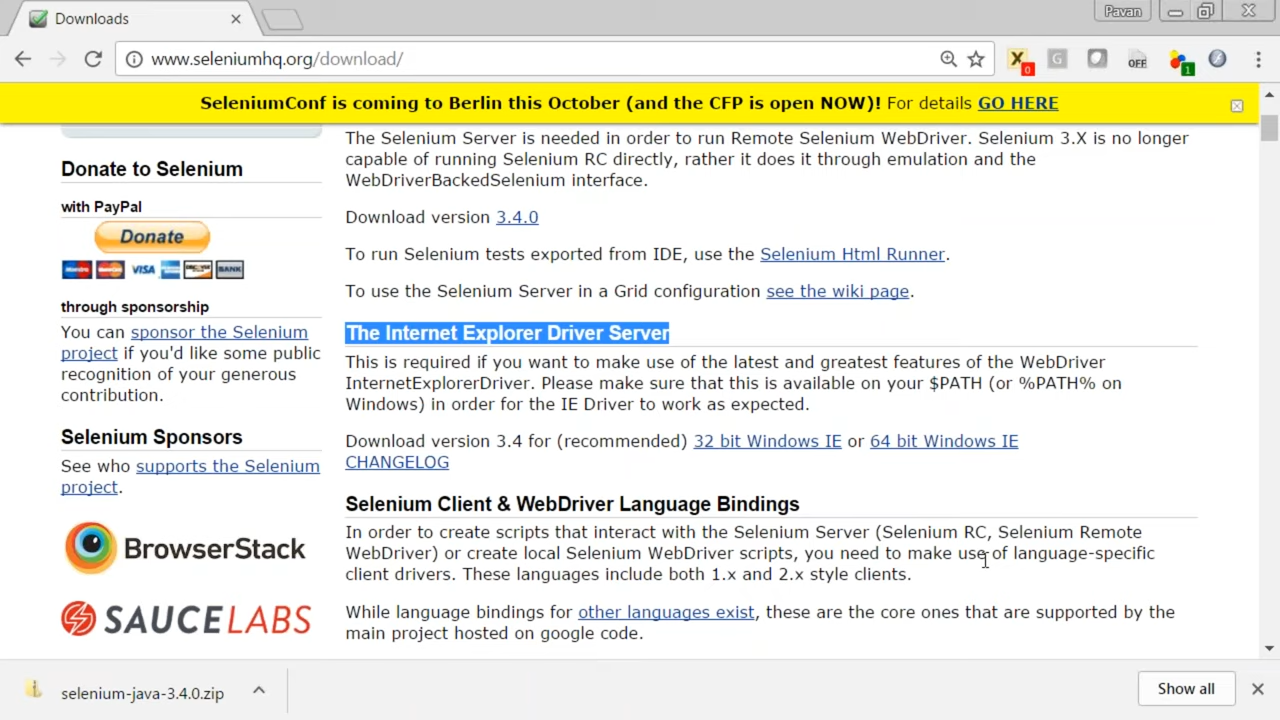 Downloads
Pavan
www.seleniumhq.org/download/
X
0
G
OFF
1
SeleniumConf is coming to Berlin this October (and the CFP is open NOW)! For details GO HERE
Donate to Selenium
with PayPal
Donate
VISA
BANK
through sponsorship
You can sponsor the Selenium
project if you'd like some public
recognition of your generous
contribution.
Selenium Sponsors
See who supports the Selenium
project.
BrowserStack
SAUCELABS
The Selenium Server is needed in order to run Remote Selenium WebDriver. Selenium 3.X is no longer
capable of running Selenium RC directly, rather it does it through emulation and the
WebDriverBackedSelenium interface.
Download version 3.4.0
To run Selenium tests exported from IDE, use the Selenium Html Runner.
To use the Selenium Server in a Grid configuration see the wiki page.
The Internet Explorer Driver Server
This is required if you want to make use of the latest and greatest features of the WebDriver
InternetExplorerDriver. Please make sure that this is available on your $PATH (or %PATH% on
Windows) in order for the IE Driver to work as expected.
Download version 3.4 for (recommended) 32 bit Windows IE or 64 bit Windows IE
CHANGELOG
Selenium Client & WebDriver Language Bindings
In order to create scripts that interact with the Selenium Server (Selenium RC, Selenium Remote
WebDriver) or create local Selenium WebDriver scripts, you need to make use of language-specific
client drivers. These languages include both 1.x and 2.x style clients.
While language bindings for other languages exist, these are the core ones that are supported by the
main project hosted on google code.
selenium-java-3.4.0.zip
Show all